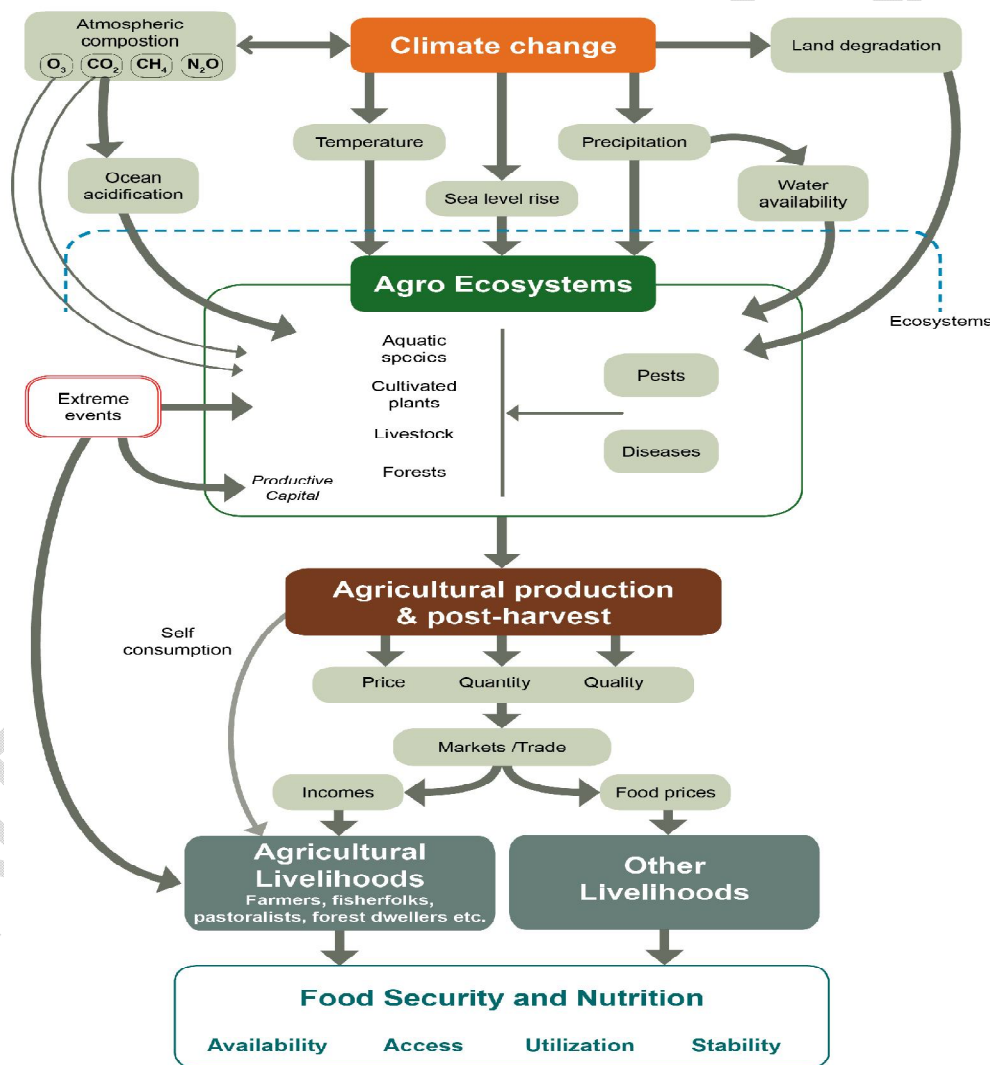 Atmospheric
compostion
O3 CO2 CH4 N2O
Climate change
Land degradation
Temperature
Precipitation
Ocean
acidification
Sea level rise
Water
availability
Agro Ecosystems
Ecosystems
Aquatic
species
Cultivated
plants
Livestock
Forests
Pests
Diseases
Extreme
events
Productive
Capital
Agricultural production
& post-harvest
Self
consumption
Price Quantity Quality
Markets /Trade
Incomes
Food prices
Agricultural
Livelihoods
Farmers, fisherfolks,
pastoralists, forest dwellers etc.
Other
Livelihoods
Food Security and Nutrition
Availability Access Utilization Stability